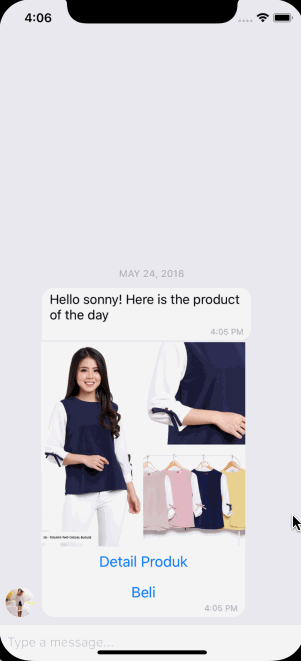 4:06
MAY 24, 2018
Hello sonny! Here is the product
of the day
4:05 PM
Detail Produk
Beli
4:05 PM
Type a message...